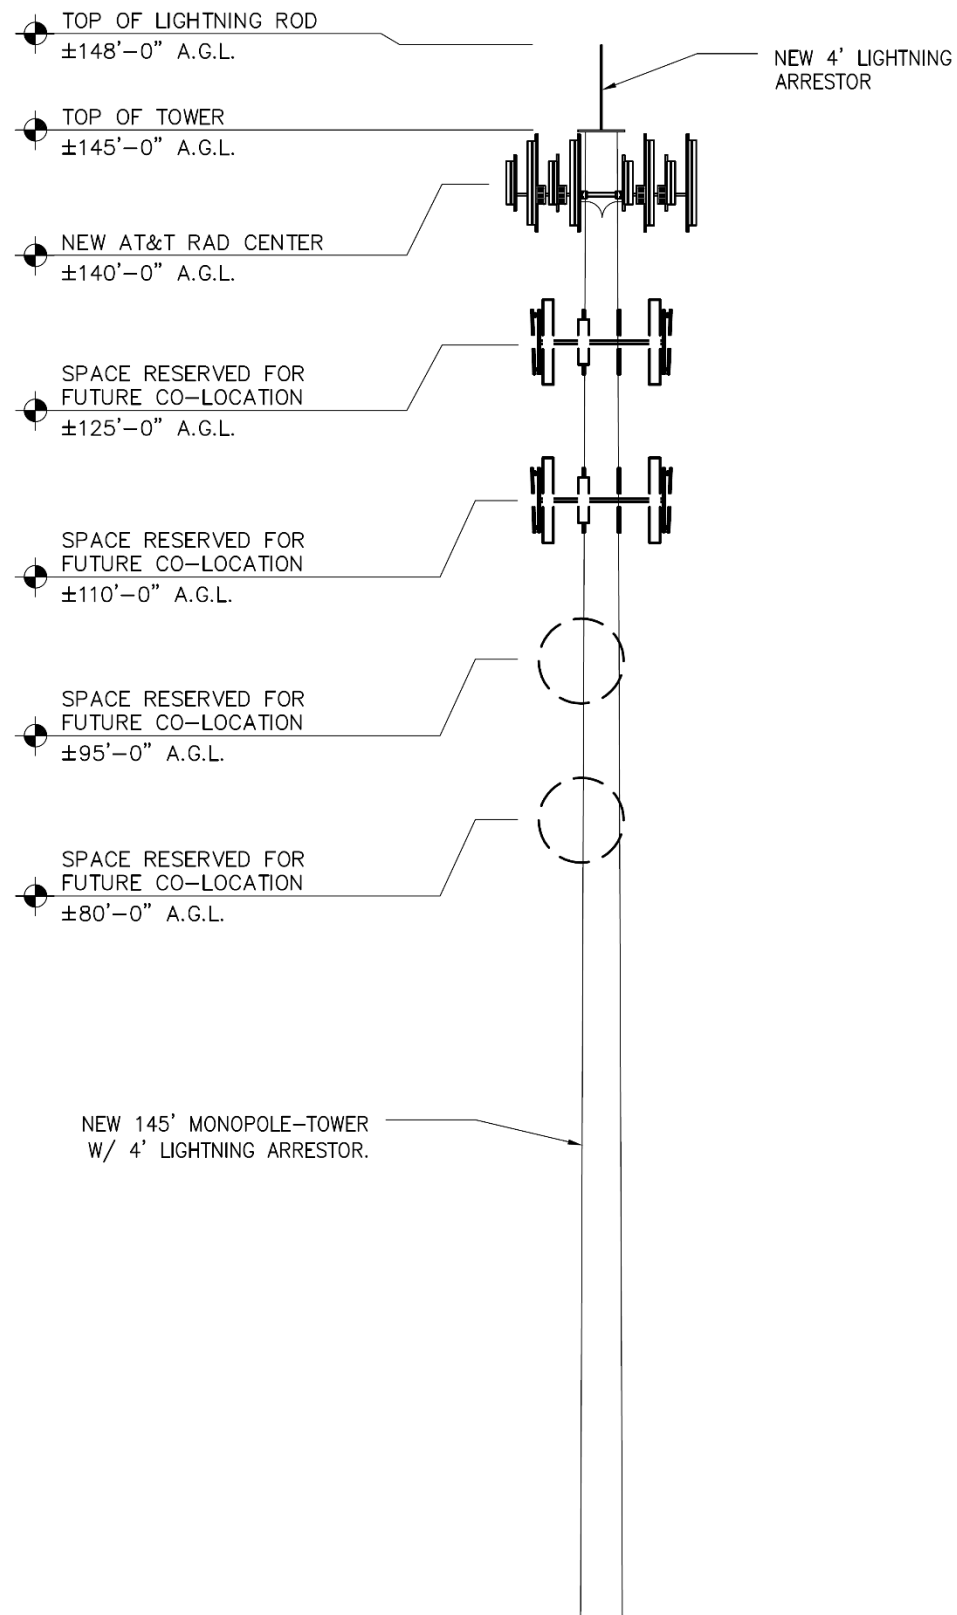 TOP OF LIGHTNING ROD
±148'-0" A.G.L.
NEW 4' LIGHTNING
ARRESTOR
TOP OF TOWER
±145'-0" A.G.L.
NEW AT&T RAD CENTER
±140'-0" A.G.L.
SPACE RESERVED FOR
FUTURE CO-LOCATION
±125'-0" A.G.L.
SPACE RESERVED FOR
FUTURE CO-LOCATION
±110'-0" A.G.L.
SPACE RESERVED FOR
FUTURE CO-LOCATION
±95'-0" A.G.L.
SPACE RESERVED FOR
FUTURE CO-LOCATION
±80'-0" A.G.L.
NEW 145' MONOPOLE-TOWER
W/ 4' LIGHTNING ARRESTOR.